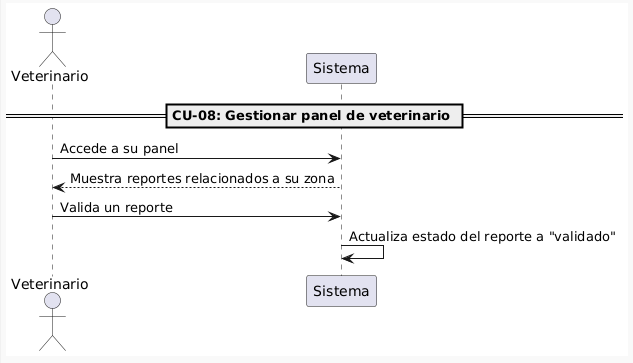 Veterinario
Sistema
CU-08: Gestionar panel de veterinario
Accede a su panel
Muestra reportes relacionados a su zona
Valida un reporte
Actualiza estado del reporte a "validado"
Veterinario
Sistema